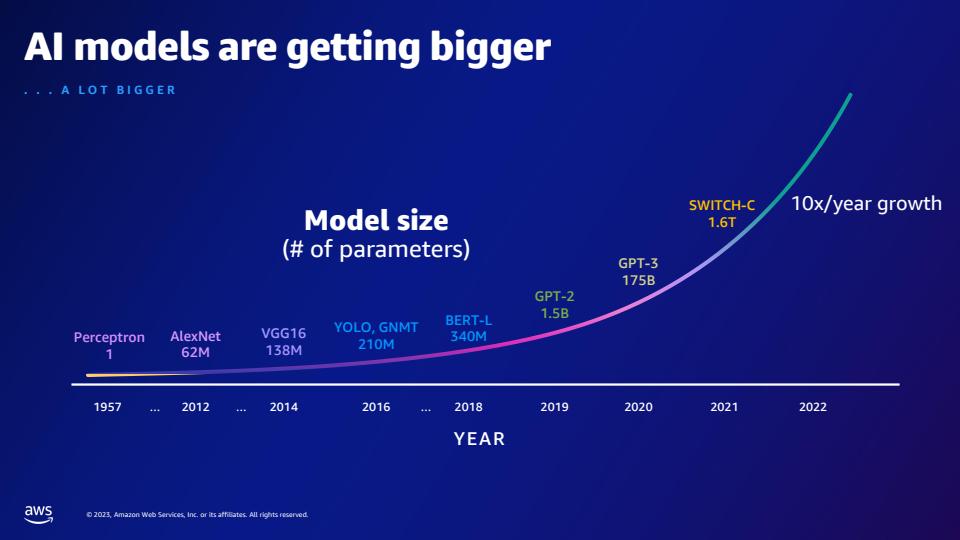 AI models are getting bigger
. . . A LOT BIGGER
Model size
(# of parameters)
10x/year growth
Perceptron
1
AlexNet
62M
VGG16
138M
YOLO, GNMT
210M
BERT-L
340M
GPT-2
1.5B
GPT-3
175B
SWITCH-C
1.6T
1957 ... 2012 ... 2014 2016 ... 2018 2019 2020 2021 2022
YEAR
aws
© 2023, Amazon Web Services, Inc. or its affiliates. All rights reserved.